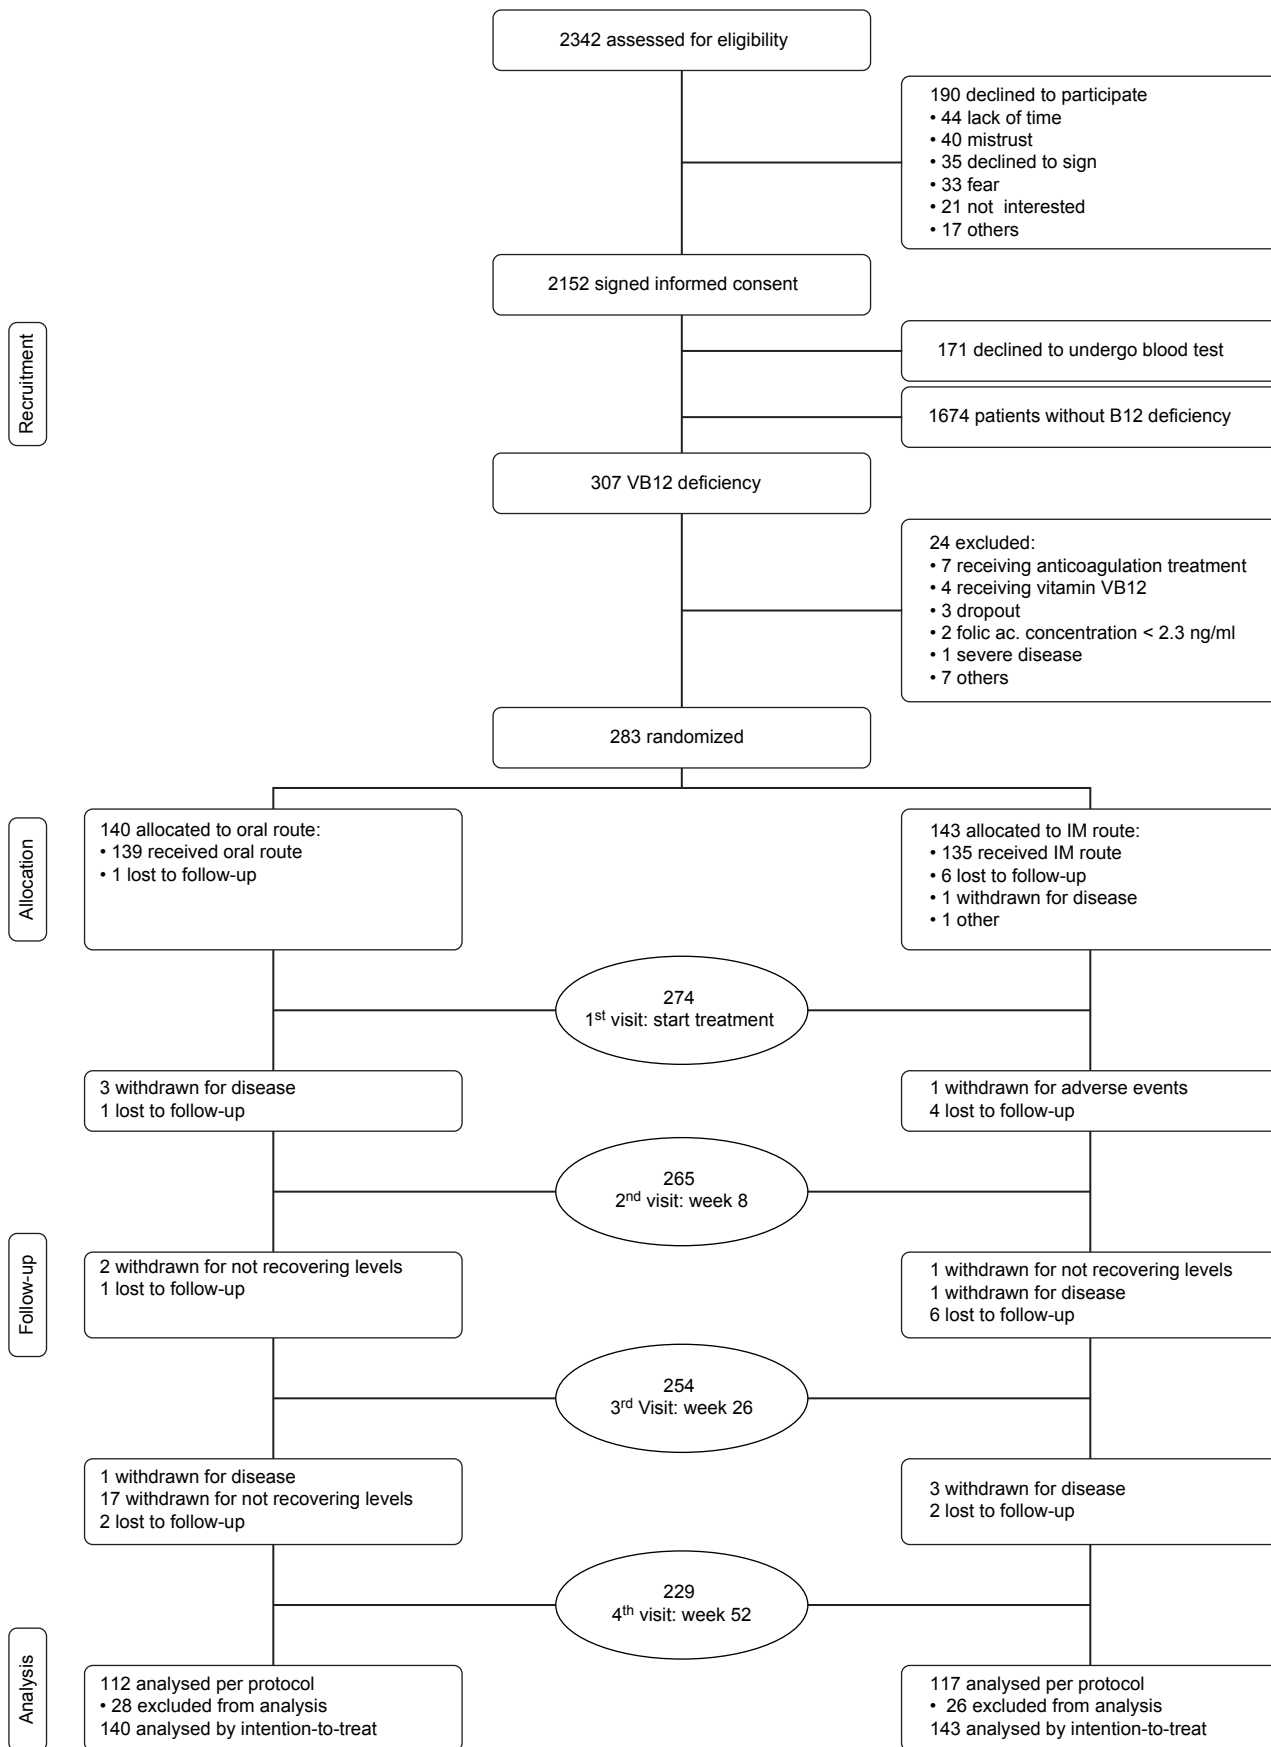 2342 assessed for eligibility
190 declined to participate
• 44 lack of time
• 40 mistrust
• 35 declined to sign
• 33 fear
• 21 not interested
• 17 others
2152 signed informed consent
Recruitment
171 declined to undergo blood test
1674 patients without B12 deficiency
307 VB12 deficiency
24 excluded:
• 7 receiving anticoagulation treatment
• 4 receiving vitamin VB12
• 3 dropout
• 2 folic ac. concentration < 2.3 ng/ml
• 1 severe disease
• 7 others
283 randomized
Allocation
140 allocated to oral route:
• 139 received oral route
• 1 lost to follow-up
143 allocated to IM route:
• 135 received IM route
• 6 lost to follow-up
• 1 withdrawn for disease
• 1 other
274
1st visit: start treatment
3 withdrawn for disease
1 lost to follow-up
1 withdrawn for adverse events
4 lost to follow-up
265
2nd visit: week 8
Follow-up
2 withdrawn for not recovering levels
1 lost to follow-up
1 withdrawn for not recovering levels
1 withdrawn for disease
6 lost to follow-up
254
3rd Visit: week 26
1 withdrawn for disease
17 withdrawn for not recovering levels
2 lost to follow-up
3 withdrawn for disease
2 lost to follow-up
229
4th visit: week 52
Analysis
112 analysed per protocol
• 28 excluded from analysis
140 analysed by intention-to-treat
117 analysed per protocol
• 26 excluded from analysis
143 analysed by intention-to-treat